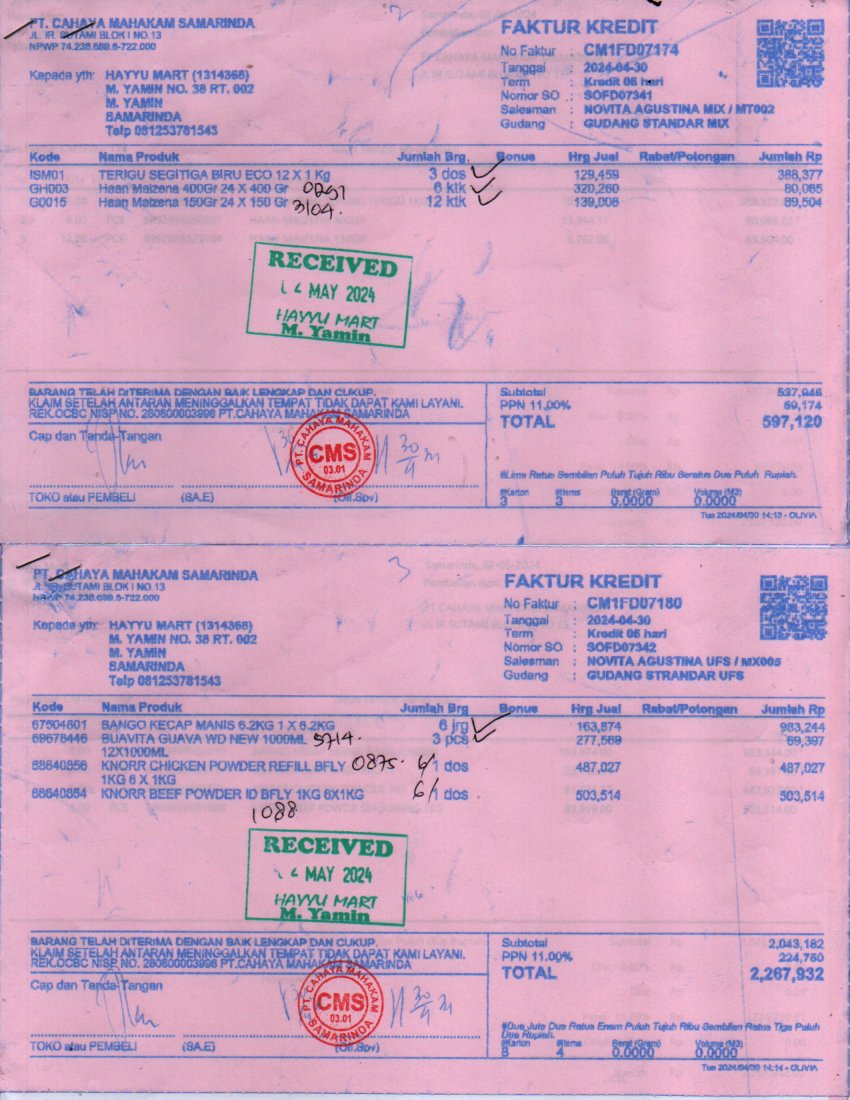 PT. CAHAYA MAHAKAM SAMARINDA
JL. IR. SUTAMI BLOK I NO.13
NPWP 74.238.699.6-722.000
Kepada yth: HAYYU MART (1314368)
M. YAMIN NO. 38 RT. 002
M. YAMIN
SAMARINDA
Telp 081253781543
2
FAKTUR KREDIT
No Faktur : CM1FD07174
Tanggal : 2024-04-30
Term : Kredit 06 hari
Nomor SO : SOFD07341
Salesman : NOVITA AGUSTINA MIX / MT002
Gudang : GUDANG STANDAR MIX
Kode Nama Produk Jumlah Brg Bonus Hrg Jual Rabat/Potongan Jumlah Rp
ISM01 TERIGU SEGITIGA BIRU ECO 12 X 1 Kg 3 dos 129,459 388,377
GH003 Haan Maizena 400Gr 24 X 400 Gr 6 ktk 320,260 80,065
G0015 Haan Maizena 150Gr 24 X 150 Gr 3104. 12 ktk 139,008 89,504
RECEIVED
MAY 2024
HAYYU MART
M. Yamin
BARANG TELAH DITERIMA DENGAN BAIK LENGKAP DAN CUKUP.
KLAIM SETELAH ANTARAN MENINGGALKAN TEMPAT TIDAK DAPAT KAMI LAYANI.
REK.OCBC NISP NO. 280800003996 PT.CAHAYA MAHAKAM SAMARINDA
Cap dan Tanda-Tangan
PT. CAHAYA MAHAKAM
CMS
03.01
SAMARINDA
30/4
TOKO atau PEMBELI (SA.E) (Off.Spv)
Subtotal 537,946
PPN 11.00% 59,174
TOTAL 597,120
#Lima Ratus Sembilan Puluh Tujuh Ribu Seratus Dua Puluh Rupiah.
#Karton #Items Berat (Gram) Volume (M3)
3 3 0.0000 0.0000
Tue 2024/04/30 14:13 - OLIVIA
PT. CAHAYA MAHAKAM SAMARINDA
JL. IR. SUTAMI BLOK I NO.13
NPWP 74.238.699.6-722.000
Kepada yth: HAYYU MART (1314368)
M. YAMIN NO. 38 RT. 002
M. YAMIN
SAMARINDA
Telp 081253781543
3
FAKTUR KREDIT
No Faktur : CM1FD07180
Tanggal : 2024-04-30
Term : Kredit 06 hari
Nomor SO : SOFD07342
Salesman : NOVITA AGUSTINA UFS / MX005
Gudang : GUDANG STRANDAR UFS
Kode Nama Produk Jumlah Brg Bonus Hrg Jual Rabat/Potongan Jumlah Rp
67504801 BANGO KECAP MANIS 6.2KG 1 X 6.2KG 6 jrg 163,874 983,244
69678446 BUAVITA GUAVA WD NEW 1000ML 5714. 3 pcs 277,589 69,397
12X1000ML
68640856 KNORR CHICKEN POWDER REFILL BFLY 0875. 6/1 dos 487,027 487,027
1KG 6 X 1KG
68640854 KNORR BEEF POWDER ID BFLY 1KG 6X1KG 6/1 dos 503,514 503,514
1088
RECEIVED
MAY 2024
HAYYU MART
M. Yamin
BARANG TELAH DITERIMA DENGAN BAIK LENGKAP DAN CUKUP.
KLAIM SETELAH ANTARAN MENINGGALKAN TEMPAT TIDAK DAPAT KAMI LAYANI.
REK.OCBC NISP NO. 280800003996 PT.CAHAYA MAHAKAM SAMARINDA
Cap dan Tanda-Tangan
PT. CAHAYA MAHAKAM
CMS
03.01
SAMARINDA
30/4
TOKO atau PEMBELI (SA.E) (Off.Spv)
Subtotal 2,043,182
PPN 11.00% 224,750
TOTAL 2,267,932
#Dua Juta Dua Ratus Enam Puluh Tujuh Ribu Sembilan Ratus Tiga Puluh
Dua Rupiah.
#Karton #Items Berat (Gram) Volume (M3)
8 4 0.0000 0.0000
Tue 2024/04/30 14:14 - OLIVIA